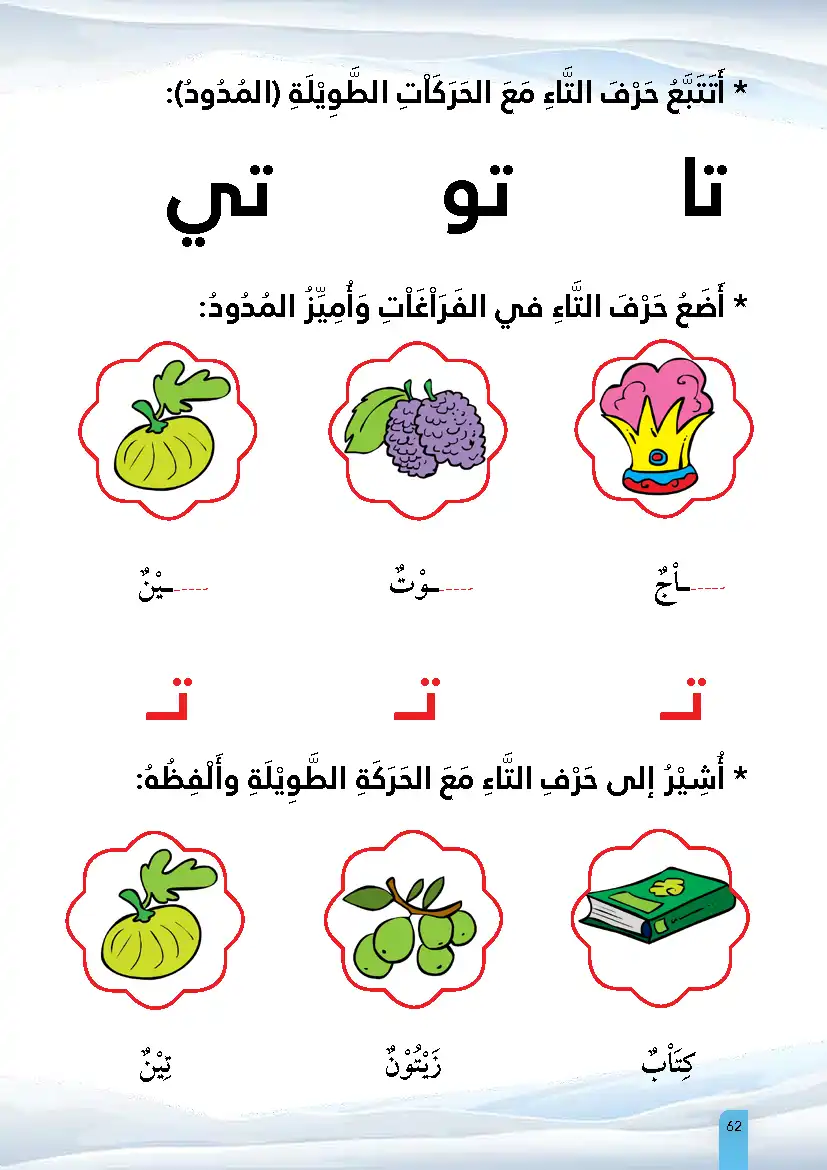 * أَتَتَبَّعُ حَرْفَ التَّاءِ مَعَ الحَرَكَاْتِ الطَّوِيْلَةِ (المُدُودُ):
تا تو تي
* أَضَعُ حَرْفَ التَّاءِ في الفَرَاْغَاْتِ وَأُمِيِّزُ المُدُودُ:
-----ـاْجٌ -----ـوْتٌ -----ـيْنٌ
تـ تـ تـ
* أُشِيْرُ إلى حَرْفِ التَّاءِ مَعَ الحَرَكَةِ الطَّوِيْلَةِ وأَلْفِظُهُ:
كِتَاْبٌ زَيْتُوْنٌ تِيْنٌ
62